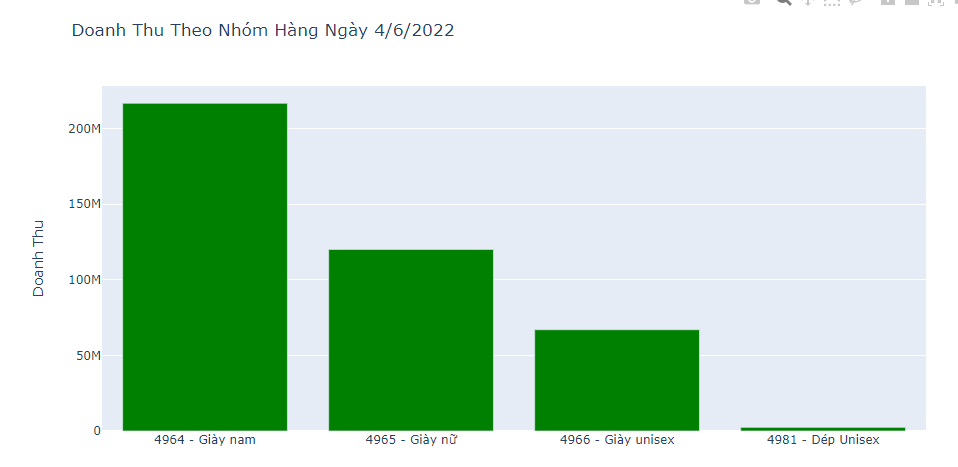 Doanh Thu Theo Nhóm Hàng Ngày 4/6/2022
200M
150M
100M
50M
0
Doanh Thu
4964 - Giày nam
4965 - Giày nữ
4966 - Giày unisex
4981 - Dép Unisex